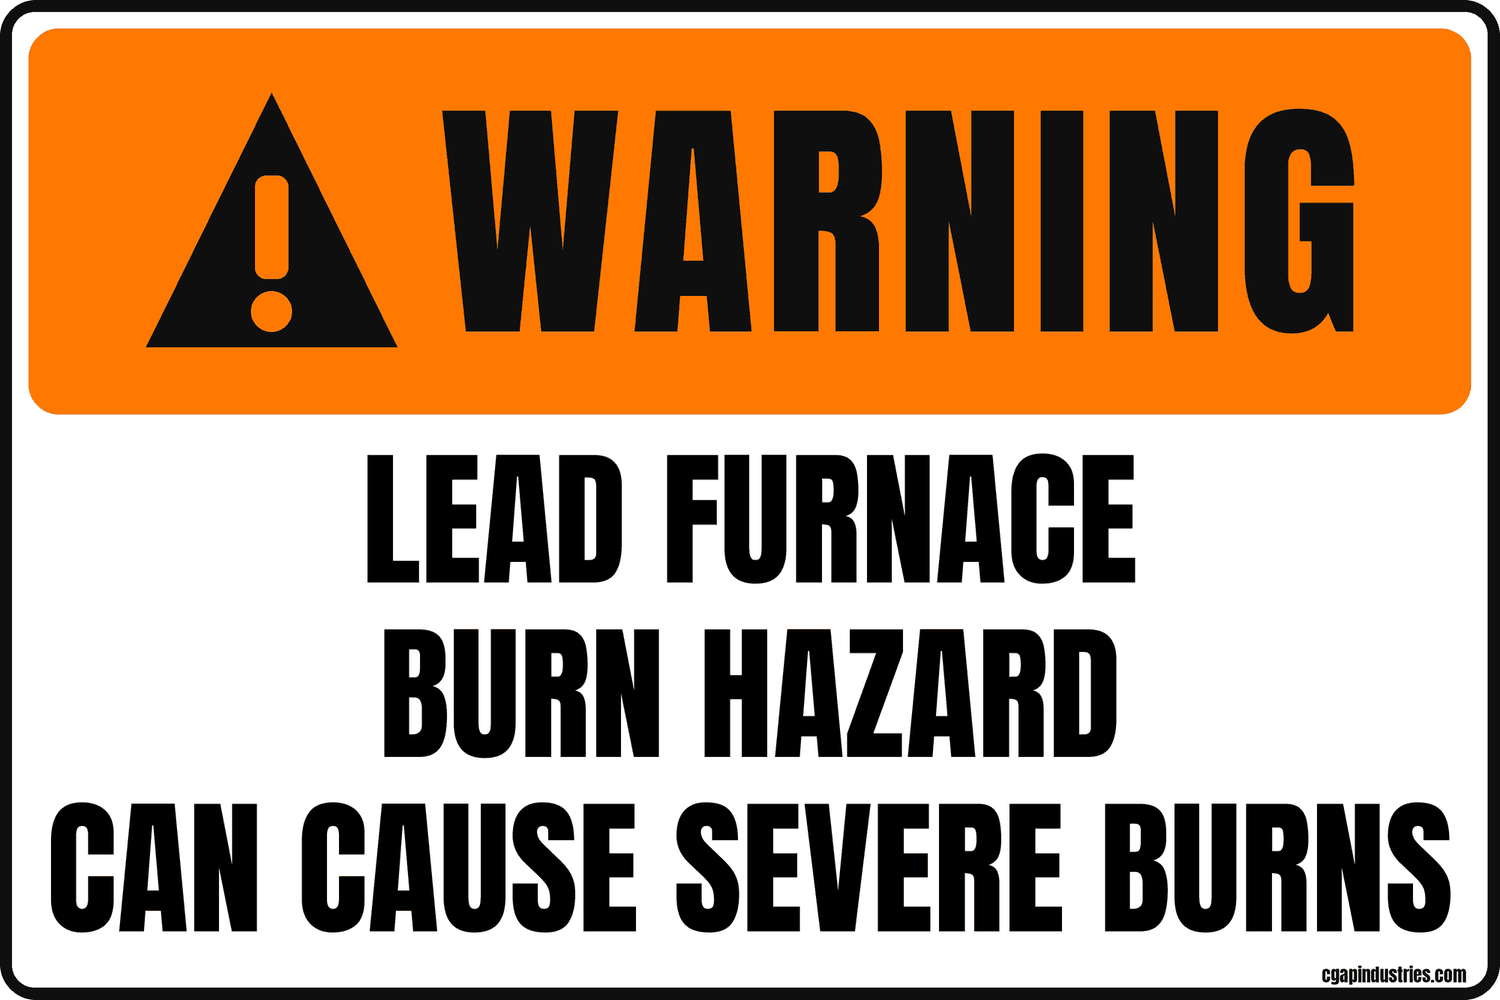 WARNING
LEAD FURNACE
BURN HAZARD
CAN CAUSE SEVERE BURNS
cgapindustries.com